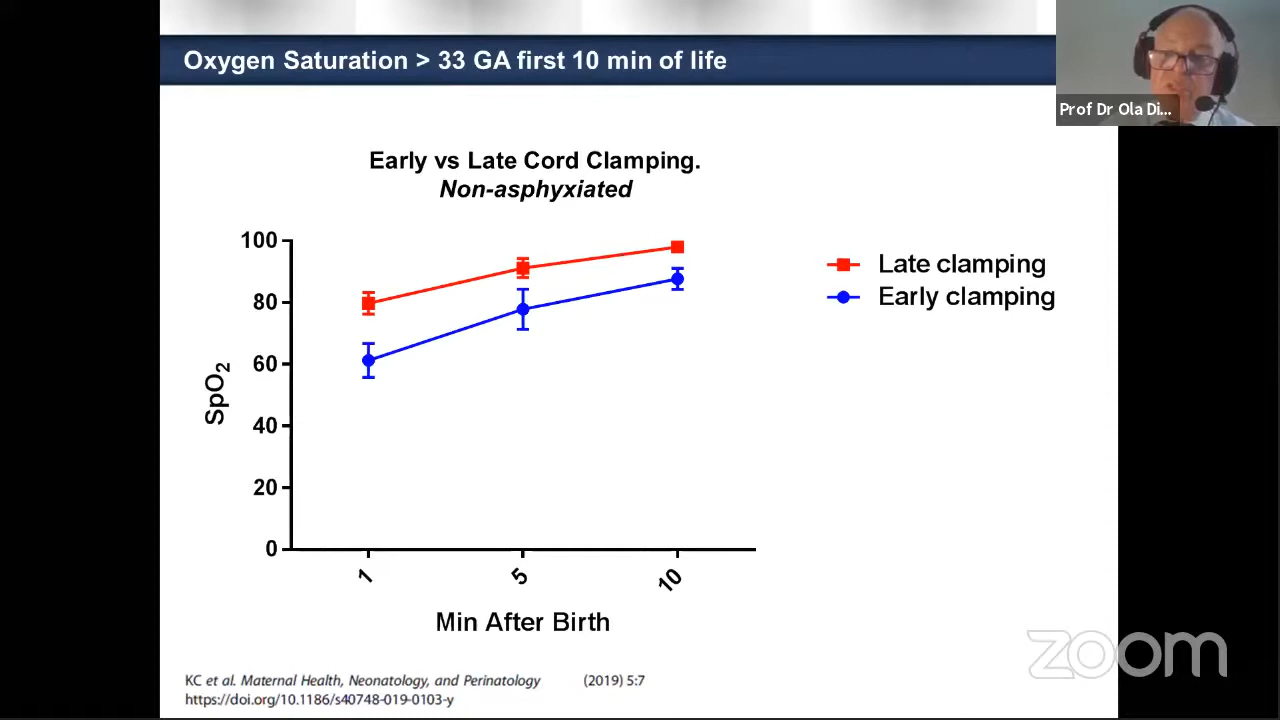 Oxygen Saturation > 33 GA first 10 min of life
Prof Dr Ola Di...
Early vs Late Cord Clamping.
Non-asphyxiated
100
80
60
40
20
0
SpO2
1
5
10
Min After Birth
Late clamping
Early clamping
KC et al. Maternal Health, Neonatology, and Perinatology (2019) 5:7
https://doi.org/10.1186/s40748-019-0103-y
zoom